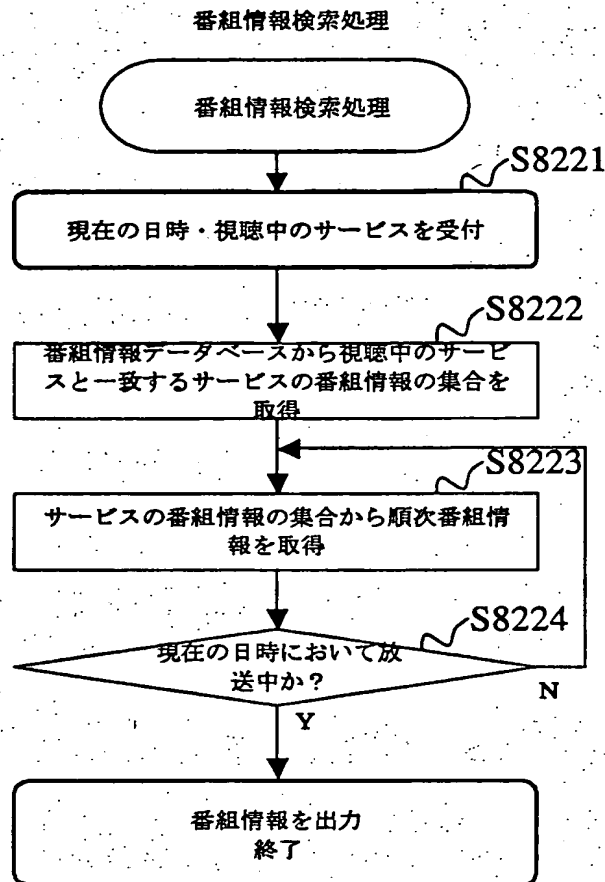 番組情報検索処理
番組情報検索処理
S8221
現在の日時・視聴中のサービスを受付
S8222
番組情報データベースから視聴中のサービ
スと一致するサービスの番組情報の集合を
取得
S8223
サービスの番組情報の集合から順次番組情
報を取得
S8224
現在の日時において放
送中か？
N
Y
番組情報を出力
終了